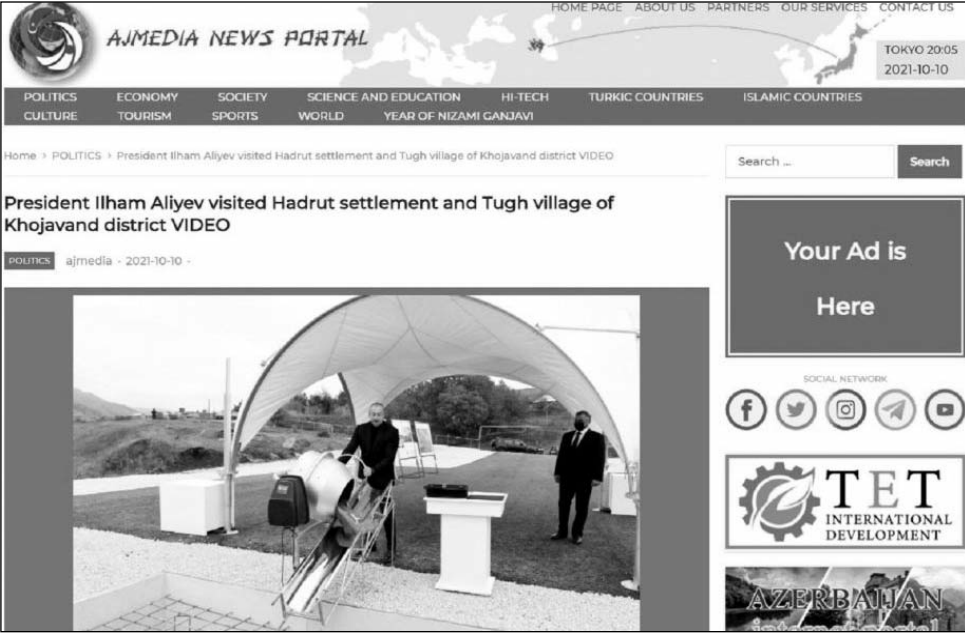 HOME PAGE ABOUT US PARTNERS OUR SERVICES CONTACT US
AJMEDIA NEWS PORTAL
TOKYO 20:05
2021-10-10
POLITICS ECONOMY SOCIETY SCIENCE AND EDUCATION HI-TECH TURKIC COUNTRIES ISLAMIC COUNTRIES
CULTURE TOURISM SPORTS WORLD YEAR OF NIZAMI GANJAVI
Home > POLITICS > President Ilham Aliyev visited Hadrut settlement and Tugh village of Khojavand district VIDEO
Search ...
Search
President Ilham Aliyev visited Hadrut settlement and Tugh village of
Khojavand district VIDEO
POLITICS ajmedia - 2021-10-10 -
Your Ad is
Here
SOCIAL NETWORK
TET
INTERNATIONAL
DEVELOPMENT
AZERBAIJAN